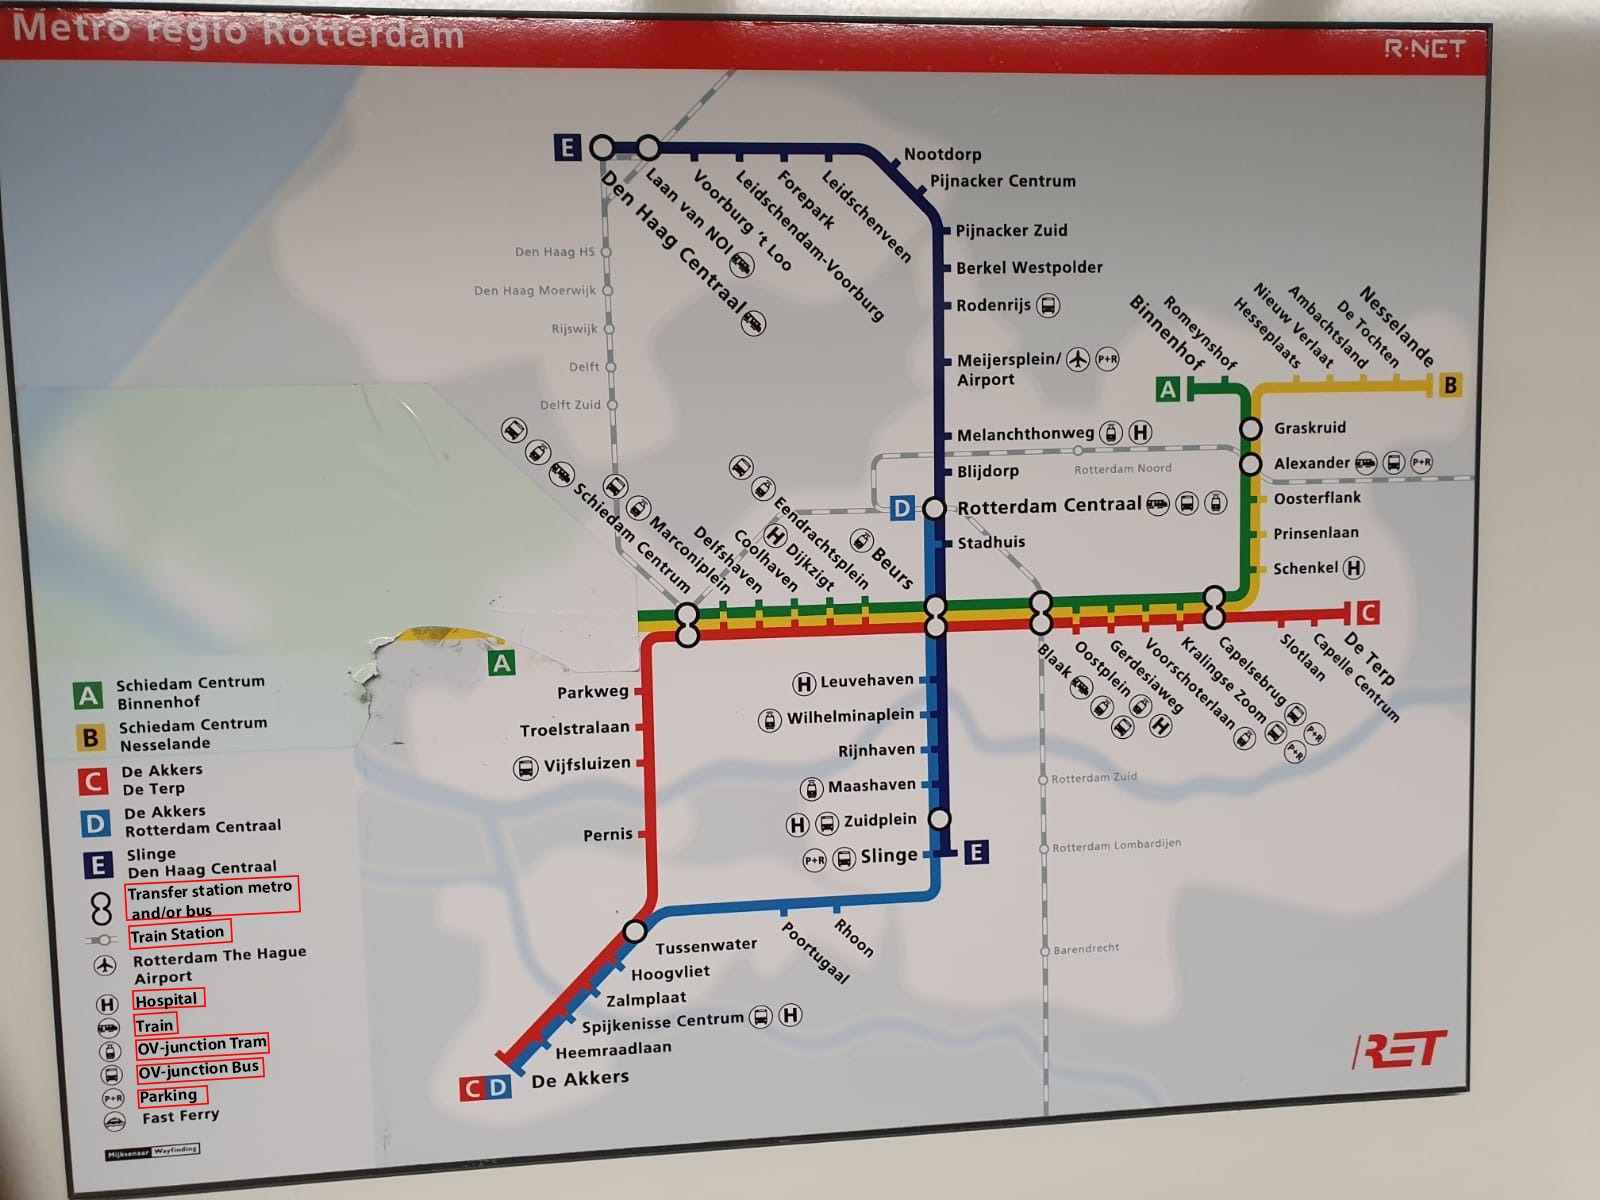 Metro regio Rotterdam
R·NET
E
Den Haag Centraal
Laan van NOI
Voorburg 't Loo
Leidschendam-Voorburg
Forepark
Leidschenveen
Nootdorp
Pijnacker Centrum
Pijnacker Zuid
Berkel Westpolder
Rodenrijs
Meijersplein/
Airport
P+R
Melanchthonweg
H
Blijdorp
D
Rotterdam Centraal
Stadhuis
Den Haag HS
Den Haag Moerwijk
Rijswijk
Delft
Delft Zuid
Rotterdam Noord
A
Binnenhof
Romeynshof
Hesseplaats
Nieuw Verlaat
Ambachtsland
De Tochten
Nesselande
B
Graskruid
Alexander
P+R
Oosterflank
Prinsenlaan
Schenkel
H
Schiedam Centrum
Marconiplein
Delfshaven
Coolhaven
H
Dijkzigt
Eendrachtsplein
Beurs
C
Blaak
Oostplein
H
Gerdesiaweg
Voorschoterlaan
Kralingse Zoom
P+R
Capelsebrug
P+R
Slotlaan
Capelle Centrum
De Terp
A
Parkweg
Troelstralaan
Vijfsluizen
Pernis
H
Leuvehaven
Wilhelminaplein
Rijnhaven
Maashaven
H
Zuidplein
P+R
Slinge
E
Rotterdam Zuid
Rotterdam Lombardijen
Barendrecht
Rhoon
Poortugaal
Tussenwater
Hoogvliet
Zalmplaat
Spijkenisse Centrum
H
Heemraadlaan
C D
De Akkers
A
Schiedam Centrum
Binnenhof
B
Schiedam Centrum
Nesselande
C
De Akkers
De Terp
D
De Akkers
Rotterdam Centraal
E
Slinge
Den Haag Centraal
Transfer station metro
and/or bus
Train Station
Rotterdam The Hague
Airport
H
Hospital
Train
OV-junction Tram
OV-junction Bus
P+R
Parking
Fast Ferry
Mijksenaar Wayfinding
RET